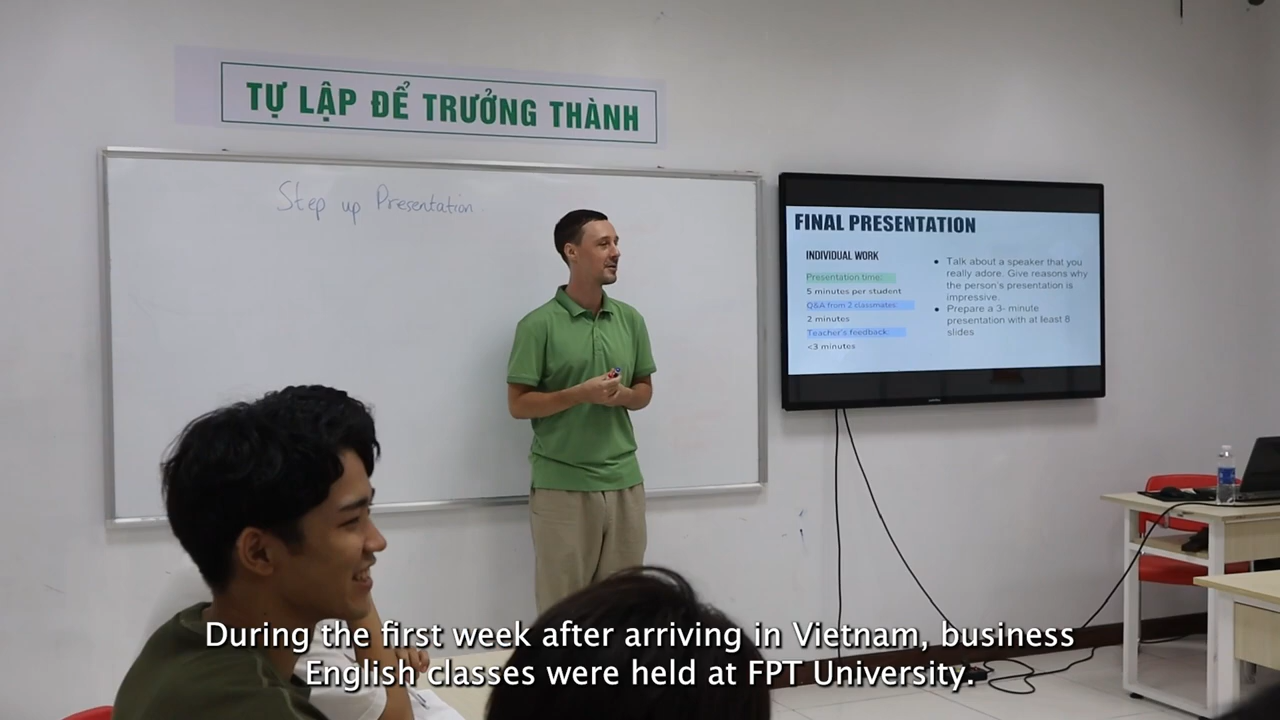 TỰ LẬP ĐỂ TRƯỞNG THÀNH
Step up Presentation
FINAL PRESENTATION
INDIVIDUAL WORK
Presentation time:
5 minutes per student
Q&A from 2 classmates:
2 minutes
Teacher's feedback:
<3 minutes
• Talk about a speaker that you
really adore. Give reasons why
the person's presentation is
impressive.
• Prepare a 3- minute
presentation with at least 8
slides
During the first week after arriving in Vietnam, business
English classes were held at FPT University.